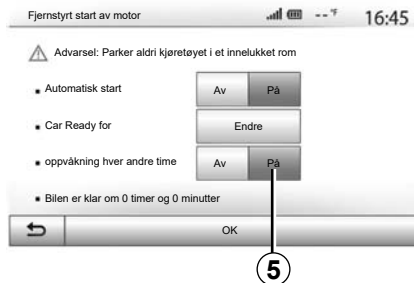 Fjernstyrt start av motor -- °F 16:45
Advarsel: Parker aldri kjøretøyet i et innelukket rom
Automatisk start Av På
Car Ready for Endre
oppvåkning hver andre time Av På
Bilen er klar om 0 timer og 0 minutter
OK
5